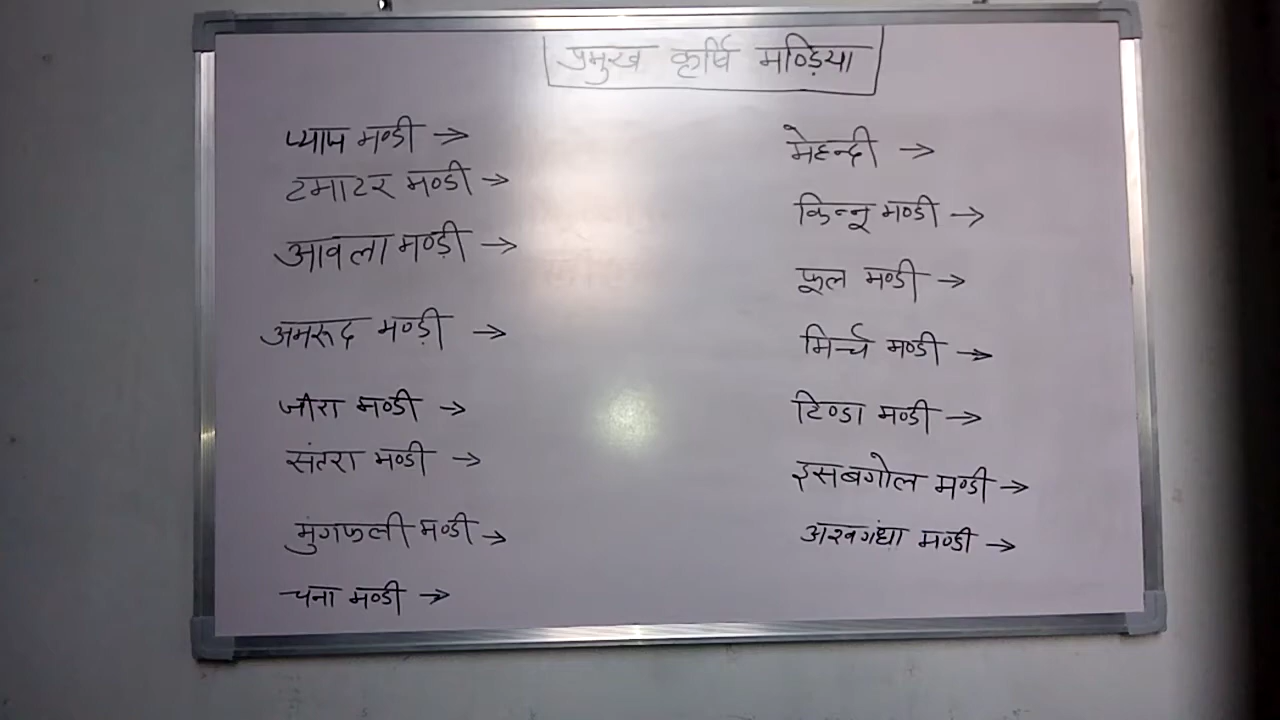 प्रमुख कृर्षि मण्ड़िया
प्याज मण्डी →
टमाटर मण्डी →
आवला मण्ड़ी →
अमरूद मण्ड़ी →
जीरा मण्डी →
संतरा मण्डी →
मुंगफली मण्डी →
चना मण्डी →
मेहन्दी →
किन्नू मण्डी →
फूल मण्डी →
मिर्च मण्डी →
टिण्डा मण्डी →
इसबगोल मण्डी →
अश्वगंधा मण्डी →